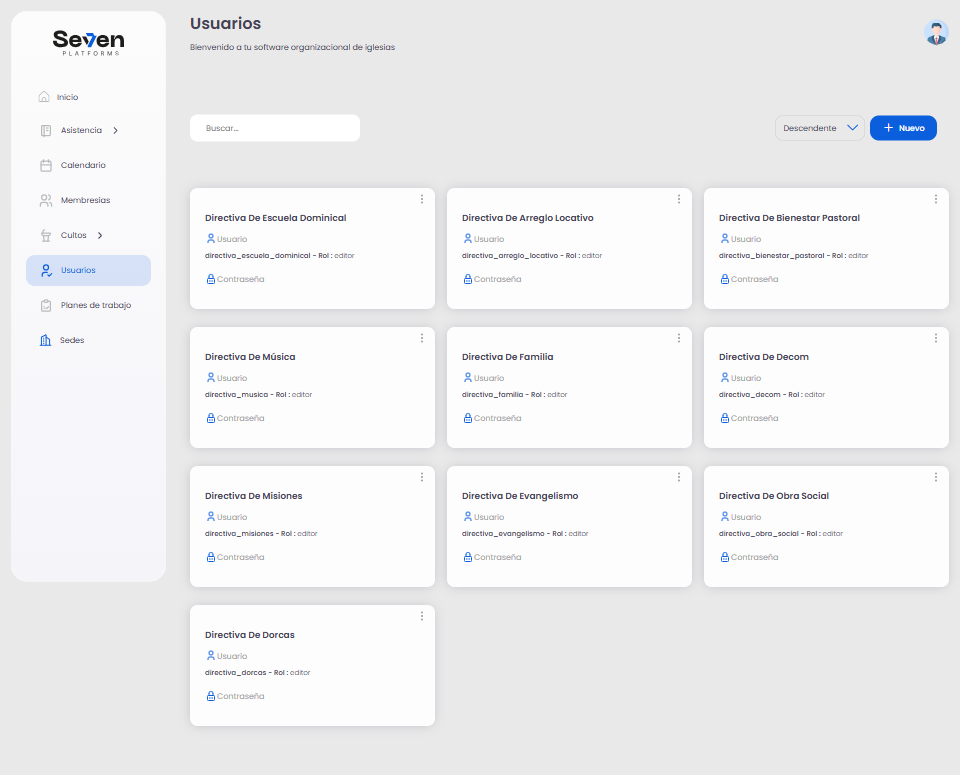 Seven
PLATFORMS
Inicio
Asistencia
Calendario
Membresías
Cultos
Usuarios
Planes de trabajo
Sedes
Usuarios
Bienvenido a tu software organizacional de iglesias
Buscar...
Descendente
+ Nuevo
Directiva De Escuela Dominical
Usuario
directiva_escuela_dominical - Rol : editor
Contraseña
Directiva De Arreglo Locativo
Usuario
directiva_arreglo_locativo - Rol : editor
Contraseña
Directiva De Bienestar Pastoral
Usuario
directiva_bienestar_pastoral - Rol : editor
Contraseña
Directiva De Música
Usuario
directiva_musica - Rol : editor
Contraseña
Directiva De Familia
Usuario
directiva_familia - Rol : editor
Contraseña
Directiva De Decom
Usuario
directiva_decom - Rol : editor
Contraseña
Directiva De Misiones
Usuario
directiva_misiones - Rol : editor
Contraseña
Directiva De Evangelismo
Usuario
directiva_evangelismo - Rol : editor
Contraseña
Directiva De Obra Social
Usuario
directiva_obra_social - Rol : editor
Contraseña
Directiva De Dorcas
Usuario
directiva_dorcas - Rol : editor
Contraseña